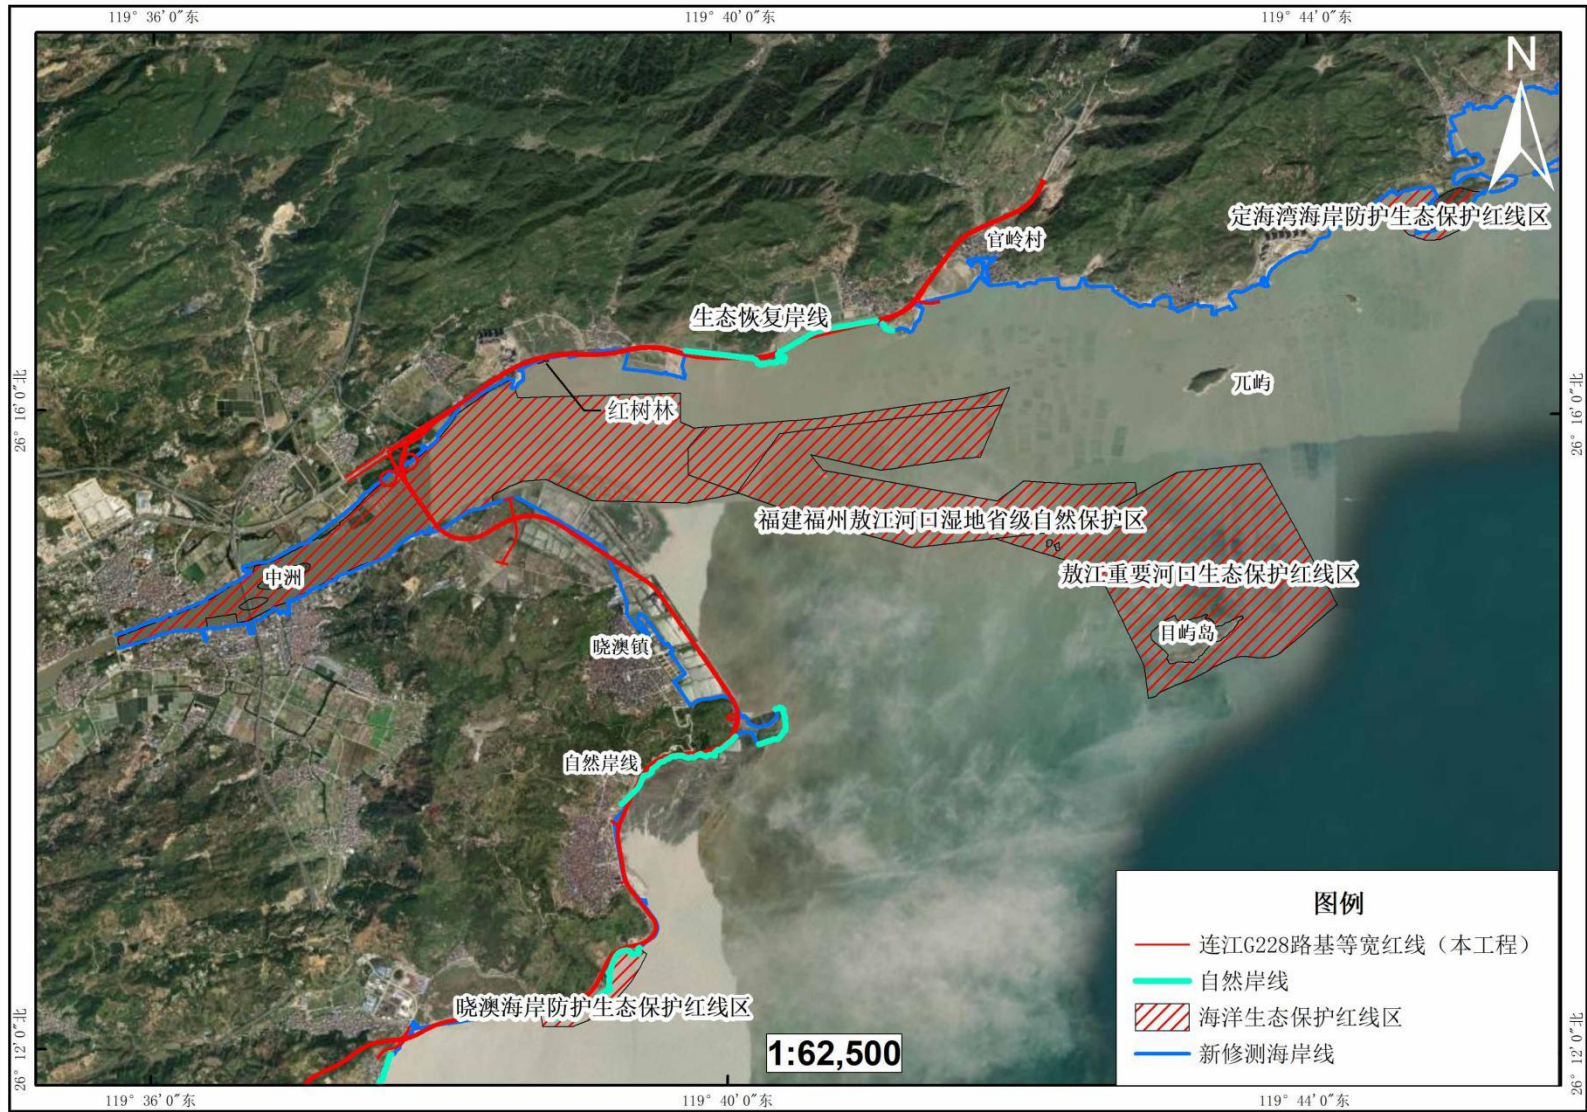 119° 36′ 0″东
119° 40′ 0″东
119° 44′ 0″东
N
定海湾海岸防护生态保护红线区
官岭村
生态恢复岸线
兀屿
红树林
26° 16′ 0″北
26° 16′ 0″北
福建福州敖江河口湿地省级自然保护区
敖江重要河口生态保护红线区
中洲
目屿岛
晓澳镇
自然岸线
图例
连江G228路基等宽红线（本工程）
自然岸线
海洋生态保护红线区
新修测海岸线
晓澳海岸防护生态保护红线区
1:62,500
26° 12′ 0″北
26° 12′ 0″北
119° 36′ 0″东
119° 40′ 0″东
119° 44′ 0″东